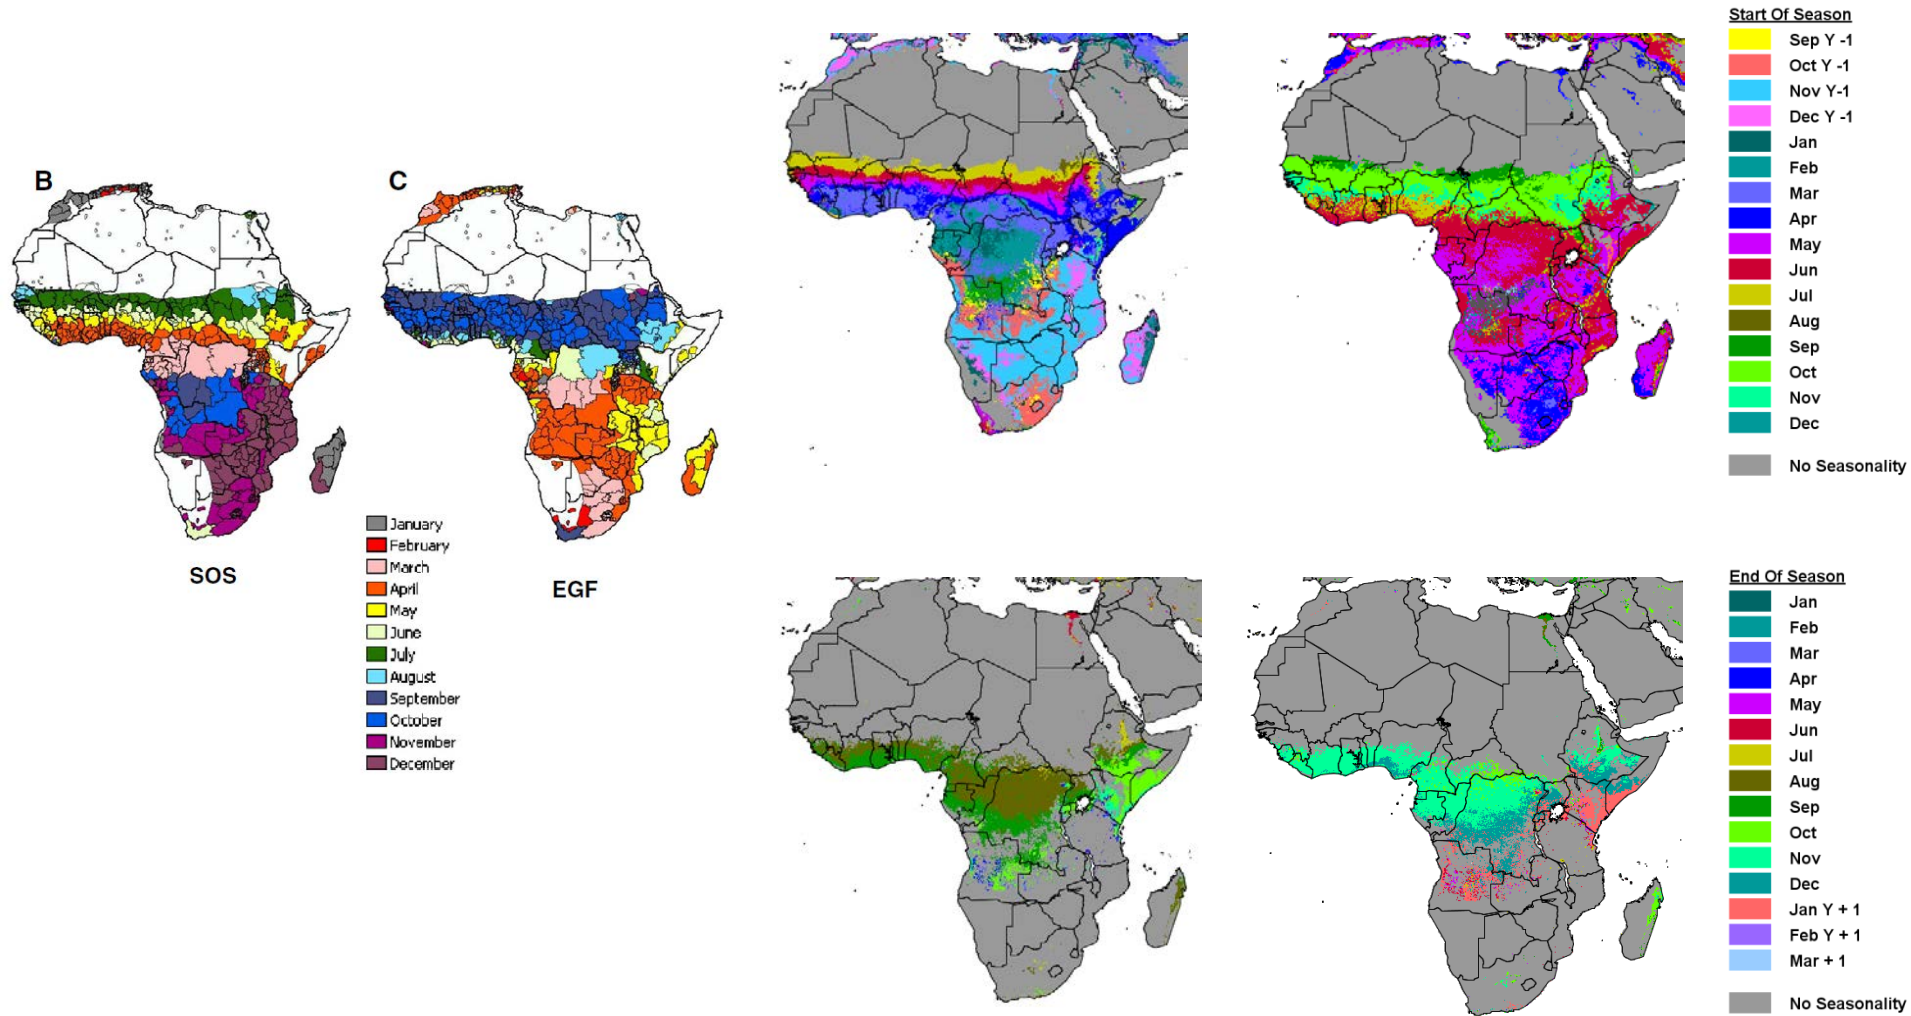 B
C
SOS
EGF
January
February
March
April
May
June
July
August
September
October
November
December
Start Of Season
Sep Y -1
Oct Y -1
Nov Y-1
Dec Y -1
Jan
Feb
Mar
Apr
May
Jun
Jul
Aug
Sep
Oct
Nov
Dec
No Seasonality
End Of Season
Jan
Feb
Mar
Apr
May
Jun
Jul
Aug
Sep
Oct
Nov
Dec
Jan Y + 1
Feb Y + 1
Mar + 1
No Seasonality